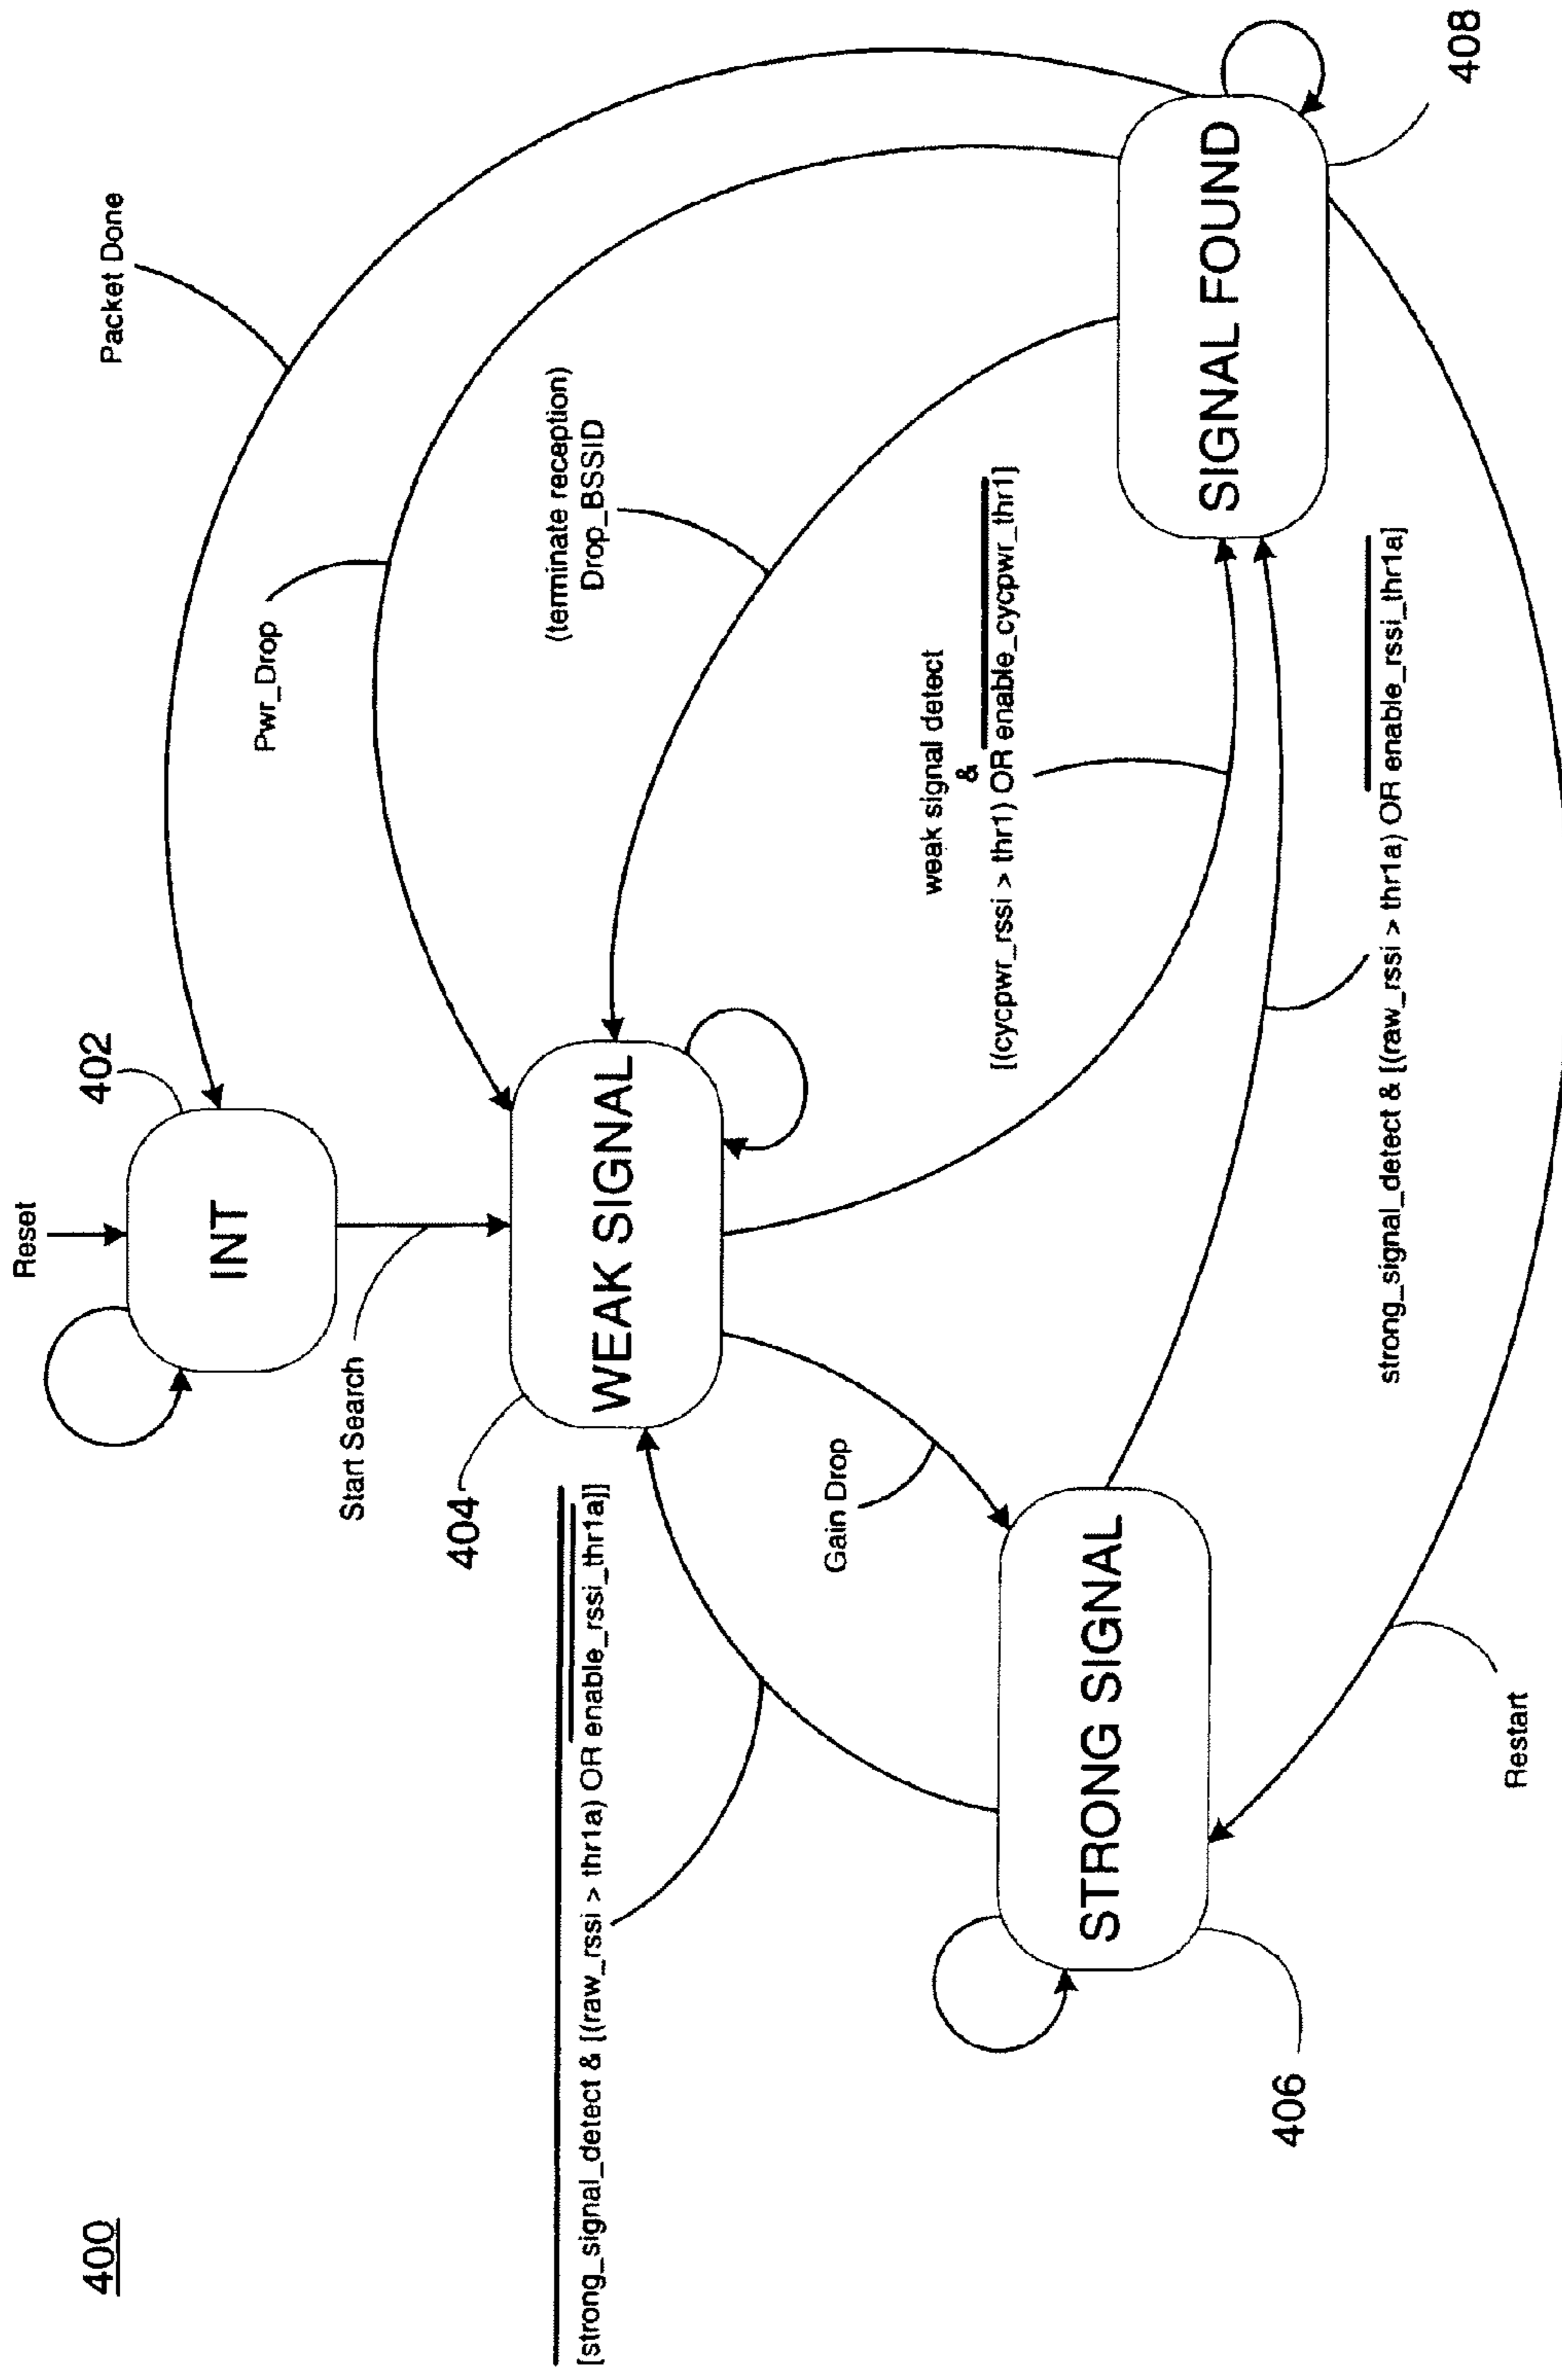 400
Reset
402
INT
Packet Done
Start Search
Pwr_Drop
404
WEAK SIGNAL
(terminate reception)
Drop_BSSID
[strong_signal_detect & [(raw_rssi > thr1a) OR enable_rssi_thr1a]]
Gain Drop
weak signal detect
&
[(cycpwr_rssi > thr1) OR enable_cycpwr_thr1]
STRONG SIGNAL
406
SIGNAL FOUND
408
strong_signal_detect & [(raw_rssi > thr1a) OR enable_rssi_thr1a]
Restart